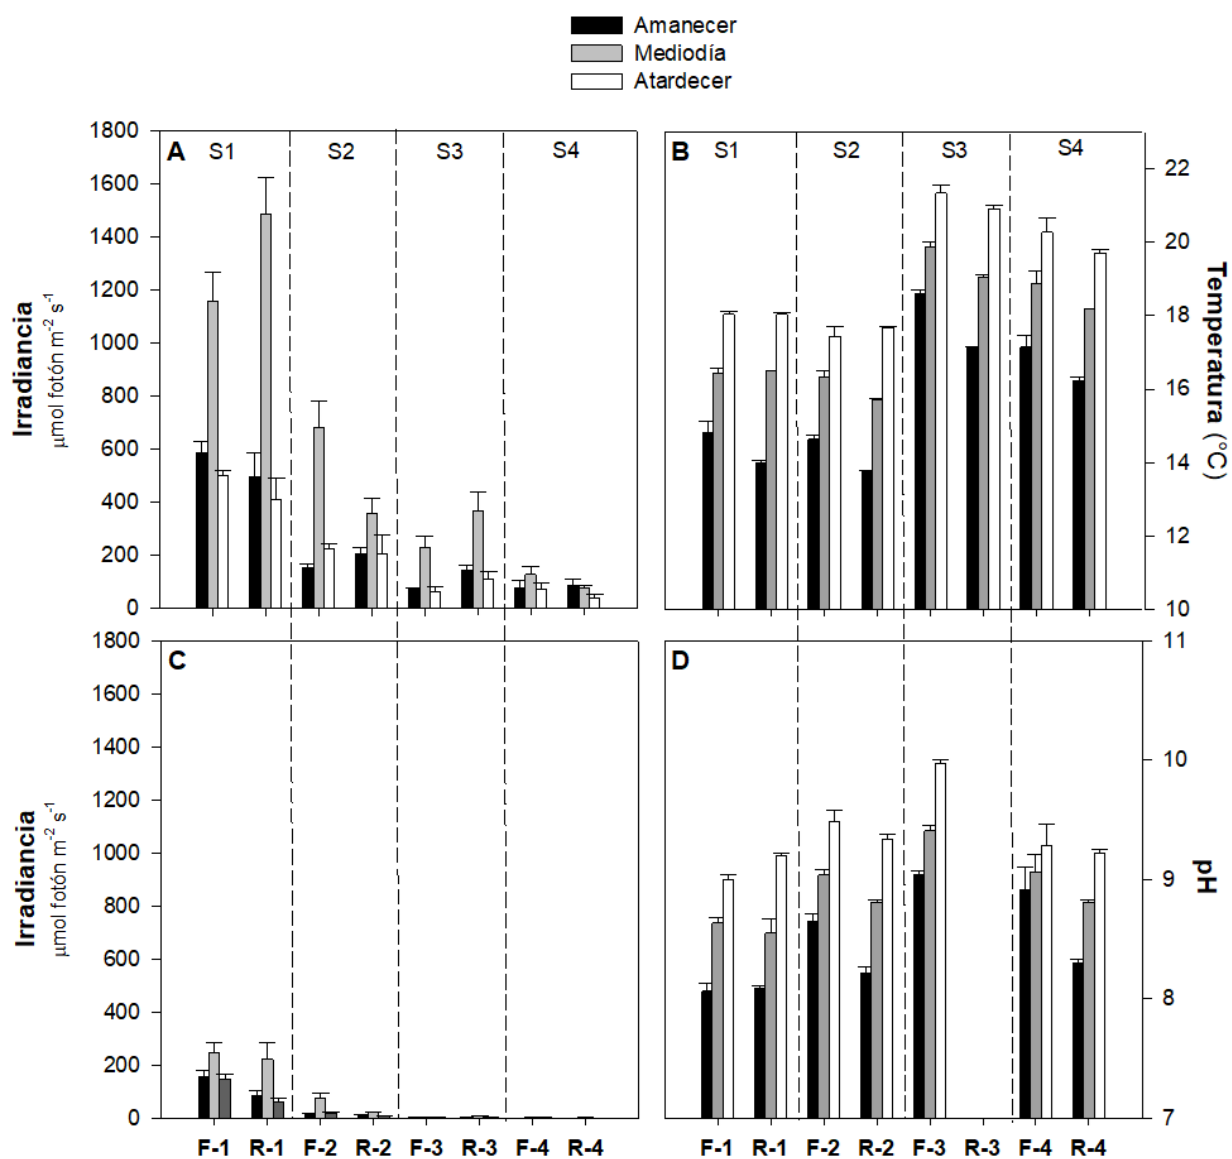 Amanecer
Mediodía
Atardecer
A S1 S2 S3 S4
1800
1600
1400
1200
1000
800
600
400
200
0
Irradiancia
µmol fotón m-2 s-1
B S1 S2 S3 S4
22
20
18
16
14
12
10
Temperatura (°C)
C
1800
1600
1400
1200
1000
800
600
400
200
0
Irradiancia
µmol fotón m-2 s-1
F-1 R-1 F-2 R-2 F-3 R-3 F-4 R-4
D
11
10
9
8
7
pH
F-1 R-1 F-2 R-2 F-3 R-3 F-4 R-4